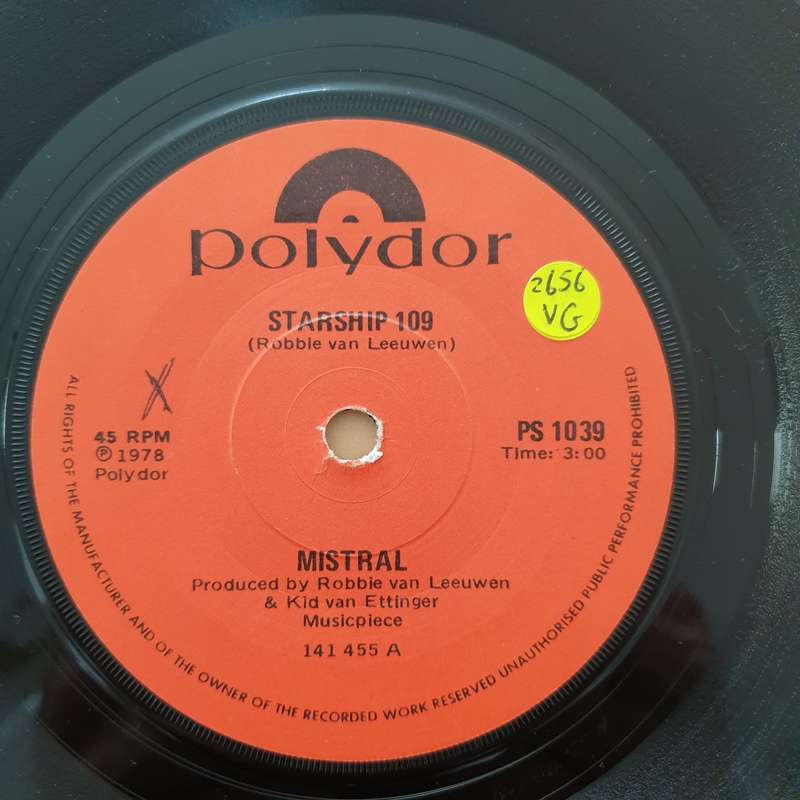 polydor
STARSHIP 109
(Robbie van Leeuwen)
2656
VG
X
45 RPM
℗ 1978
Polydor
PS 1039
Time: 3:00
MISTRAL
Produced by Robbie van Leeuwen
& Kid van Ettinger
Musicpiece
141 455 A
ALL RIGHTS OF THE MANUFACTURER AND OF THE OWNER OF THE RECORDED WORK RESERVED UNAUTHORISED PUBLIC PERFORMANCE PROHIBITED